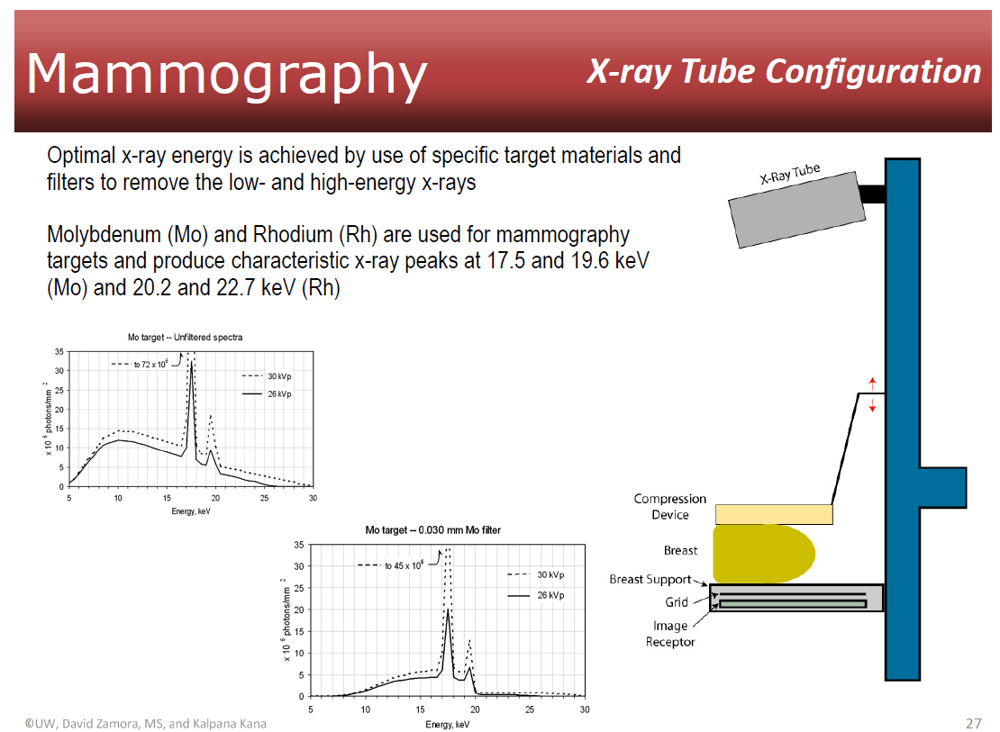 Mammography
X-ray Tube Configuration
Optimal x-ray energy is achieved by use of specific target materials and
filters to remove the low- and high-energy x-rays
Molybdenum (Mo) and Rhodium (Rh) are used for mammography
targets and produce characteristic x-ray peaks at 17.5 and 19.6 keV
(Mo) and 20.2 and 22.7 keV (Rh)
Mo target -- Unfiltered spectra
35
30
25
20
15
10
5
0
x 10 6 photons/mm 2
to 72 x 10 6
30 kVp
26 kVp
5 10 15 20 25 30
Energy, keV
Mo target -- 0.030 mm Mo filter
35
30
25
20
15
10
5
0
x 10 6 photons/mm 2
to 45 x 10 6
30 kVp
26 kVp
5 10 15 20 25 30
Energy, keV
X-Ray Tube
Compression
Device
Breast
Breast Support
Grid
Image
Receptor
©UW, David Zamora, MS, and Kalpana Kana
27